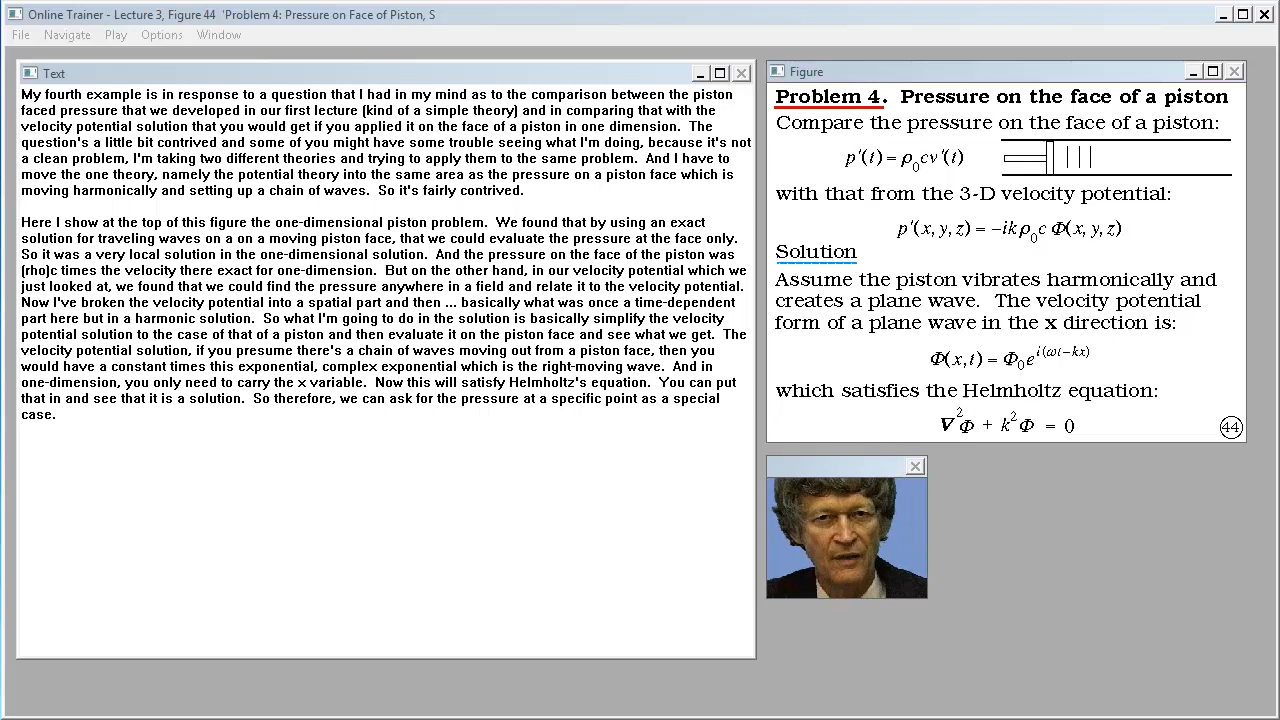 Online Trainer - Lecture 3, Figure 44 'Problem 4: Pressure on Face of Piston, S
File Navigate Play Options Window
Text
My fourth example is in response to a question that I had in my mind as to the comparison between the piston
faced pressure that we developed in our first lecture (kind of a simple theory) and in comparing that with the
velocity potential solution that you would get if you applied it on the face of a piston in one dimension. The
question's a little bit contrived and some of you might have some trouble seeing what I'm doing, because it's not
a clean problem, I'm taking two different theories and trying to apply them to the same problem. And I have to
move the one theory, namely the potential theory into the same area as the pressure on a piston face which is
moving harmonically and setting up a chain of waves. So it's fairly contrived.
Here I show at the top of this figure the one-dimensional piston problem. We found that by using an exact
solution for traveling waves on a on a moving piston face, that we could evaluate the pressure at the face only.
So it was a very local solution in the one-dimensional solution. And the pressure on the face of the piston was
(rho)c times the velocity there exact for one-dimension. But on the other hand, in our velocity potential which we
just looked at, we found that we could find the pressure anywhere in a field and relate it to the velocity potential.
Now I've broken the velocity potential into a spatial part and then ... basically what was once a time-dependent
part here but in a harmonic solution. So what I'm going to do in the solution is basically simplify the velocity
potential solution to the case of that of a piston and then evaluate it on the piston face and see what we get. The
velocity potential solution, if you presume there's a chain of waves moving out from a piston face, then you
would have a constant times this exponential, complex exponential which is the right-moving wave. And in
one-dimension, you only need to carry the x variable. Now this will satisfy Helmholtz's equation. You can put
that in and see that it is a solution. So therefore, we can ask for the pressure at a specific point as a special
case.
Figure
Problem 4. Pressure on the face of a piston
Compare the pressure on the face of a piston:
p'(t) = ρ₀cv'(t)
with that from the 3-D velocity potential:
p'(x, y, z) = −ikρ₀c Φ(x, y, z)
Solution
Assume the piston vibrates harmonically and
creates a plane wave. The velocity potential
form of a plane wave in the x direction is:
Φ(x,t) = Φ₀e^{i(ωt−kx)}
which satisfies the Helmholtz equation:
∇²Φ + k²Φ = 0
44